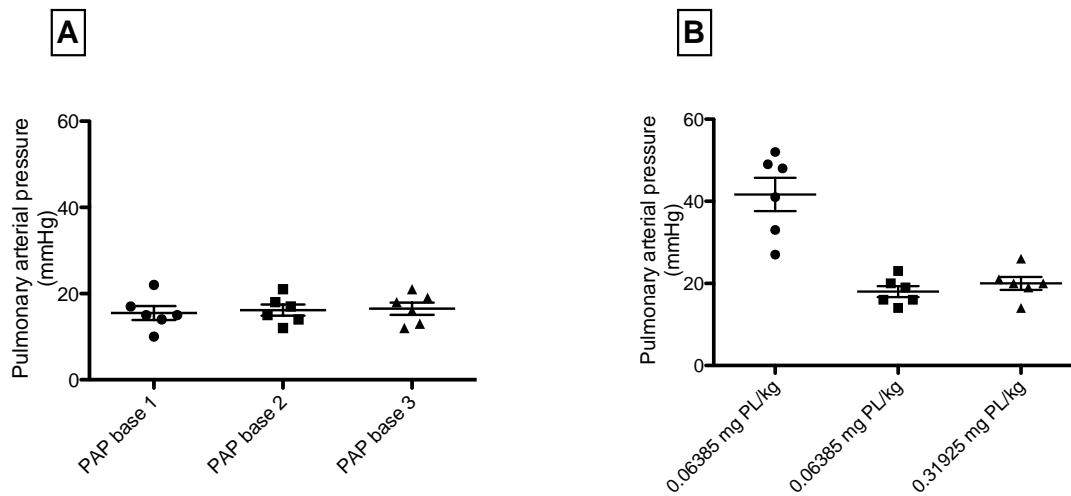 A
Pulmonary arterial pressure
(mmHg)
60
40
20
0
PAP base 1
PAP base 2
PAP base 3
B
Pulmonary arterial pressure
(mmHg)
60
40
20
0
0.06385 mg PL/kg
0.06385 mg PL/kg
0.31925 mg PL/kg